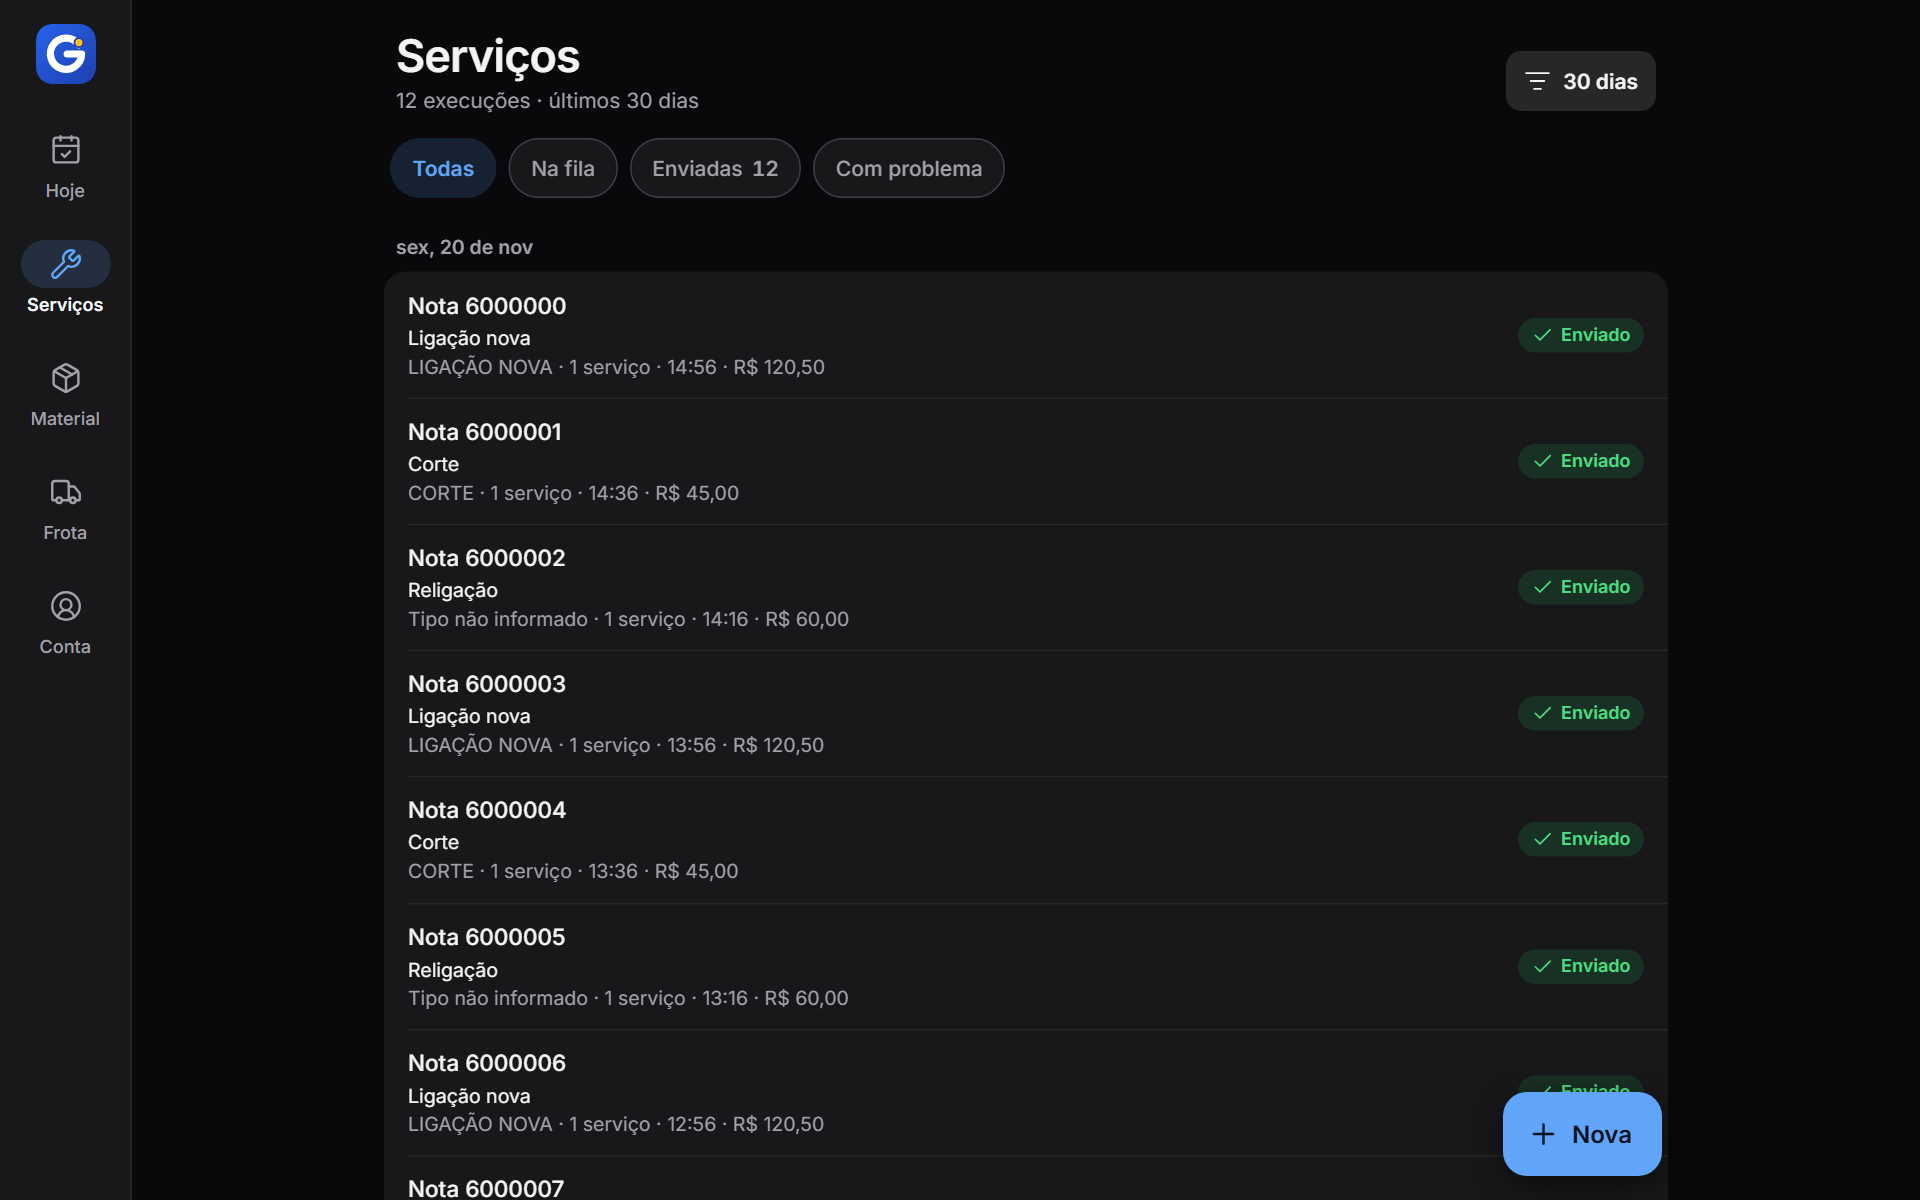 Serviços
12 execuções · últimos 30 dias
30 dias
Todas
Na fila
Enviadas 12
Com problema
Hoje
Serviços
Material
Frota
Conta
sex, 20 de nov
Nota 6000000
Ligação nova
LIGAÇÃO NOVA · 1 serviço · 14:56 · R$ 120,50
Enviado
Nota 6000001
Corte
CORTE · 1 serviço · 14:36 · R$ 45,00
Enviado
Nota 6000002
Religação
Tipo não informado · 1 serviço · 14:16 · R$ 60,00
Enviado
Nota 6000003
Ligação nova
LIGAÇÃO NOVA · 1 serviço · 13:56 · R$ 120,50
Enviado
Nota 6000004
Corte
CORTE · 1 serviço · 13:36 · R$ 45,00
Enviado
Nota 6000005
Religação
Tipo não informado · 1 serviço · 13:16 · R$ 60,00
Enviado
Nota 6000006
Ligação nova
LIGAÇÃO NOVA · 1 serviço · 12:56 · R$ 120,50
Enviado
Nova
Nota 6000007